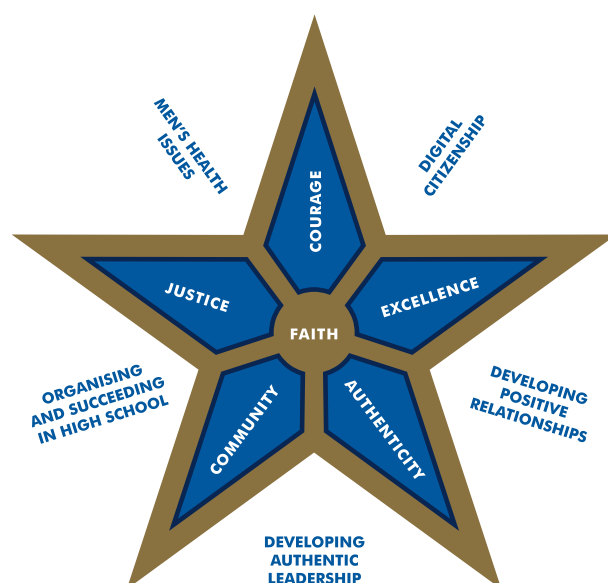 MEN'S HEALTH
ISSUES
DIGITAL
CITIZENSHIP
COURAGE
JUSTICE
EXCELLENCE
FAITH
ORGANISING
AND SUCCEEDING
IN HIGH SCHOOL
COMMUNITY
AUTHENTICITY
DEVELOPING
POSITIVE
RELATIONSHIPS
DEVELOPING
AUTHENTIC
LEADERSHIP